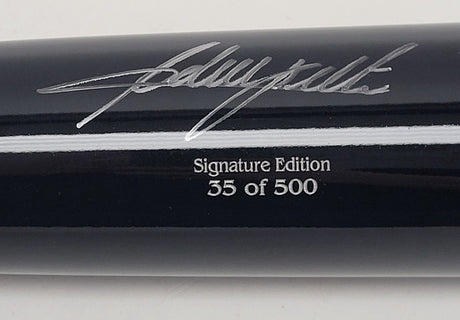 Signature Edition
35 of 500